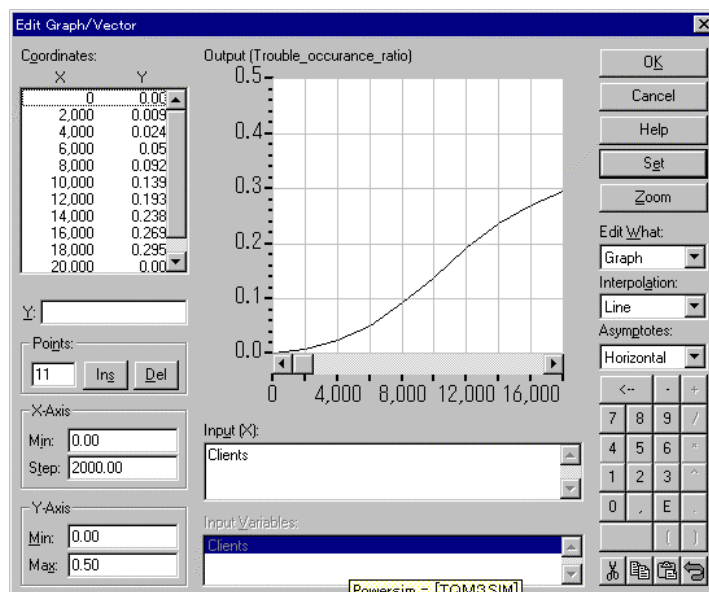 Edit Graph/Vector
Coordinates:
X Y
0 0.00
2,000 0.009
4,000 0.024
6,000 0.05
8,000 0.092
10,000 0.139
12,000 0.193
14,000 0.238
16,000 0.269
18,000 0.295
20,000 0.00
Y:
Points:
11 Ins Del
X-Axis
Min: 0.00
Step: 2000.00
Y-Axis
Min: 0.00
Max: 0.50
Output (Trouble_occurance_ratio)
0.5
0.4
0.3
0.2
0.1
0.0
0 4,000 8,000 12,000 16,000
Input (X):
Clients
Input Variables:
Clients
Powersim - [TQM3SIM]
OK
Cancel
Help
Set
Zoom
Edit What:
Graph
Interpolation:
Line
Asymptotes:
Horizontal
<-- - +
7 8 9 /
4 5 6 *
1 2 3 ^
0 , E .
( )